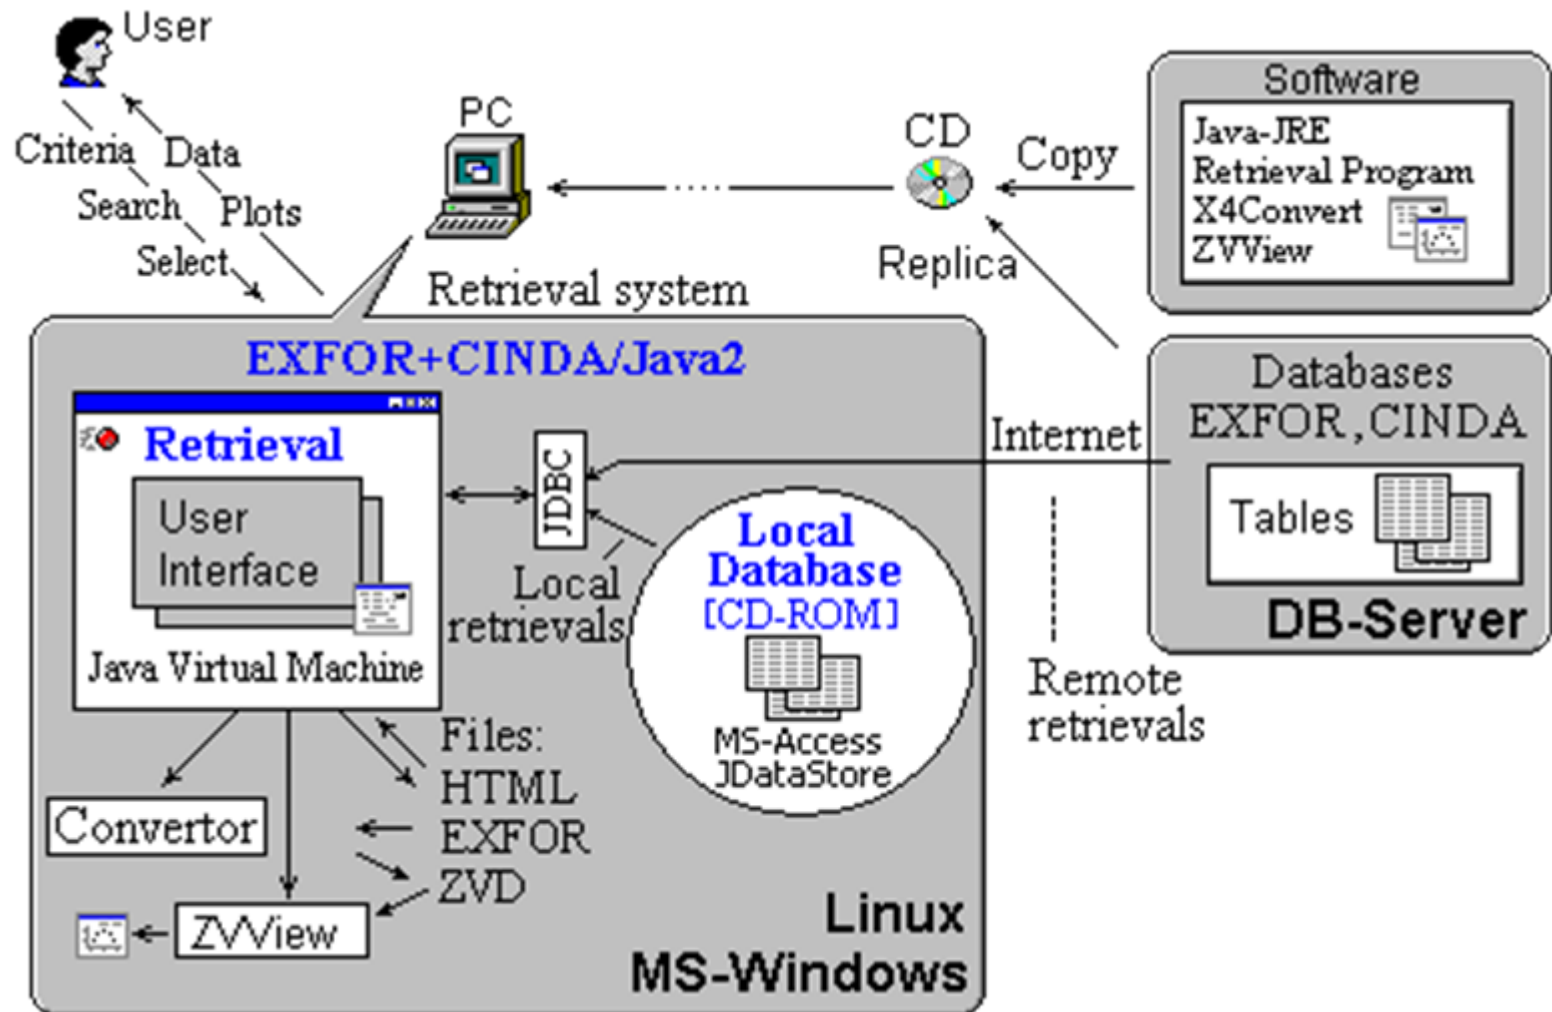 User
Criteria
Data
Search
Plots
Select
PC
CD
Copy
Replica
Software
Java-JRE
Retrieval Program
X4Convert
ZVView
Retrieval system
EXFOR+CINDA/Java2
Retrieval
User
Interface
Java Virtual Machine
JDBC
Local
retrievals
Local
Database
[CD-ROM]
MS-Access
JDataStore
Internet
Databases
EXFOR,CINDA
Tables
DB-Server
Remote
retrievals
Files:
HTML
EXFOR
ZVD
Convertor
ZVView
Linux
MS-Windows